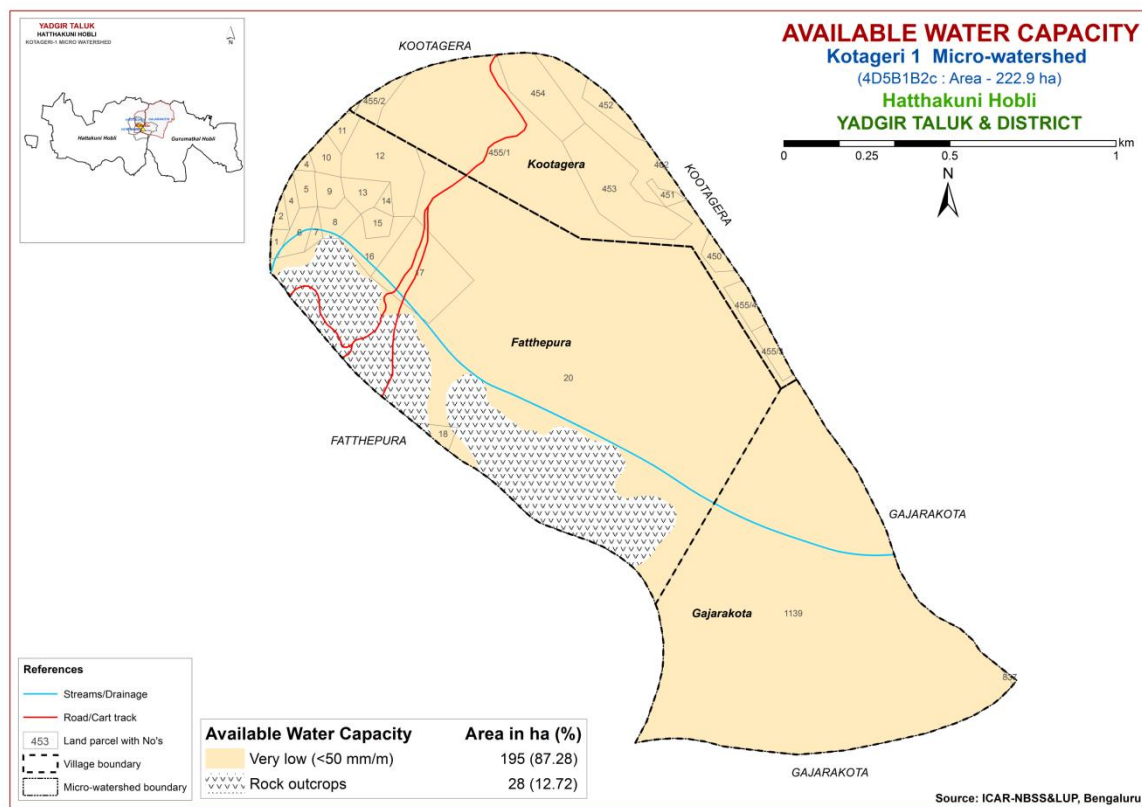 YADGIR TALUK
HATTHAKUNI HOBLI
KOTAGERI-1 MICRO WATERSHED
N
Hattakuni Hobli
Gurumatkal Hobli
AVAILABLE WATER CAPACITY
Kotageri 1 Micro-watershed
(4D5B1B2c : Area - 222.9 ha)
Hatthakuni Hobli
YADGIR TALUK & DISTRICT
km
0 0.25 0.5 1
N
KOOTAGERA
455/2
454
452
11
12
10
455/1
Kootagera
452
4
5
9
13
453
451
KOOTAGERA
4
14
2
8
15
1
6
7
16
450
17
455/4
Fatthepura
455/3
20
FATTHEPURA
18
GAJARAKOTA
Gajarakota
1139
837
GAJARAKOTA
References
Streams/Drainage
Road/Cart track
453 Land parcel with No's
Village boundary
Micro-watershed boundary
Available Water Capacity Area in ha (%)
Very low (<50 mm/m) 195 (87.28)
Rock outcrops 28 (12.72)
Source: ICAR-NBSS&LUP, Bengaluru